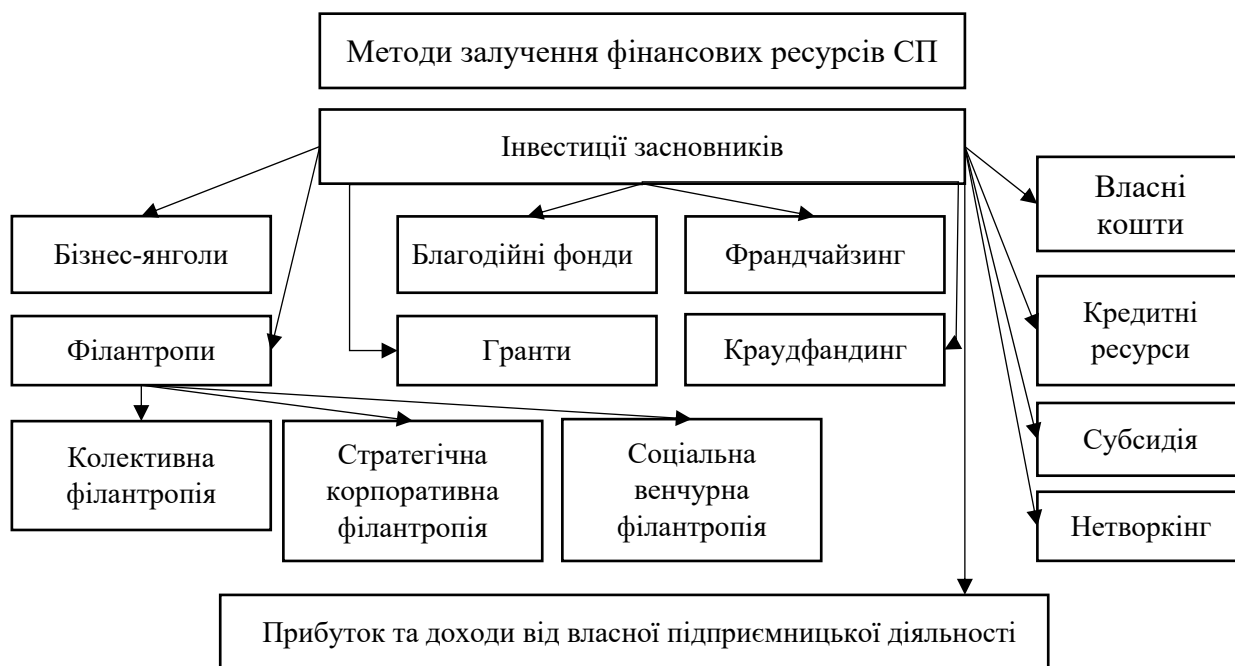 Методи залучення фінансових ресурсів СП
Інвестиції засновників
Власні
кошти
Бізнес-янголи
Благодійні фонди
Франдчайзинг
Кредитні
ресурси
Філантропи
Гранти
Краудфандинг
Колективна
філантропія
Стратегічна
корпоративна
філантропія
Соціальна
венчурна
філантропія
Субсидія
Нетворкінг
Прибуток та доходи від власної підприємницької діяльності